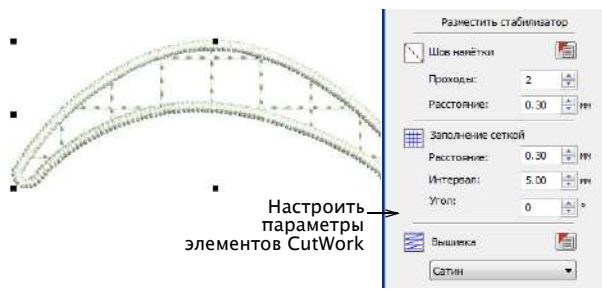 Разместить стабилизатор
Шов намётки
Проходы: 2
Расстояние: 0.30 мм
Заполнение сеткой
Расстояние: 0.30 мм
Интервал: 5.00 мм
Угол: 0 °
Вышивка
Сатин
Настроить
параметры
элементов CutWork